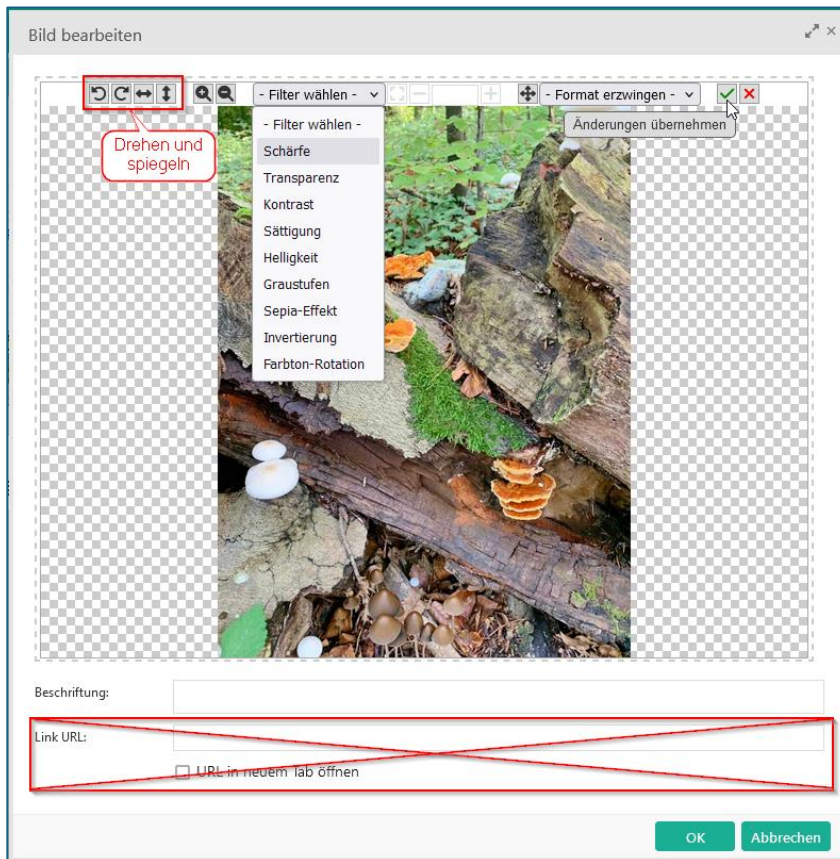 Bild bearbeiten
- Filter wählen -
- Format erzwingen -
Änderungen übernehmen
Drehen und
spiegeln
- Filter wählen -
Schärfe
Transparenz
Kontrast
Sättigung
Helligkeit
Graustufen
Sepia-Effekt
Invertierung
Farbton-Rotation
Beschriftung:
Link URL:
URL in neuem Tab öffnen
OK
Abbrechen